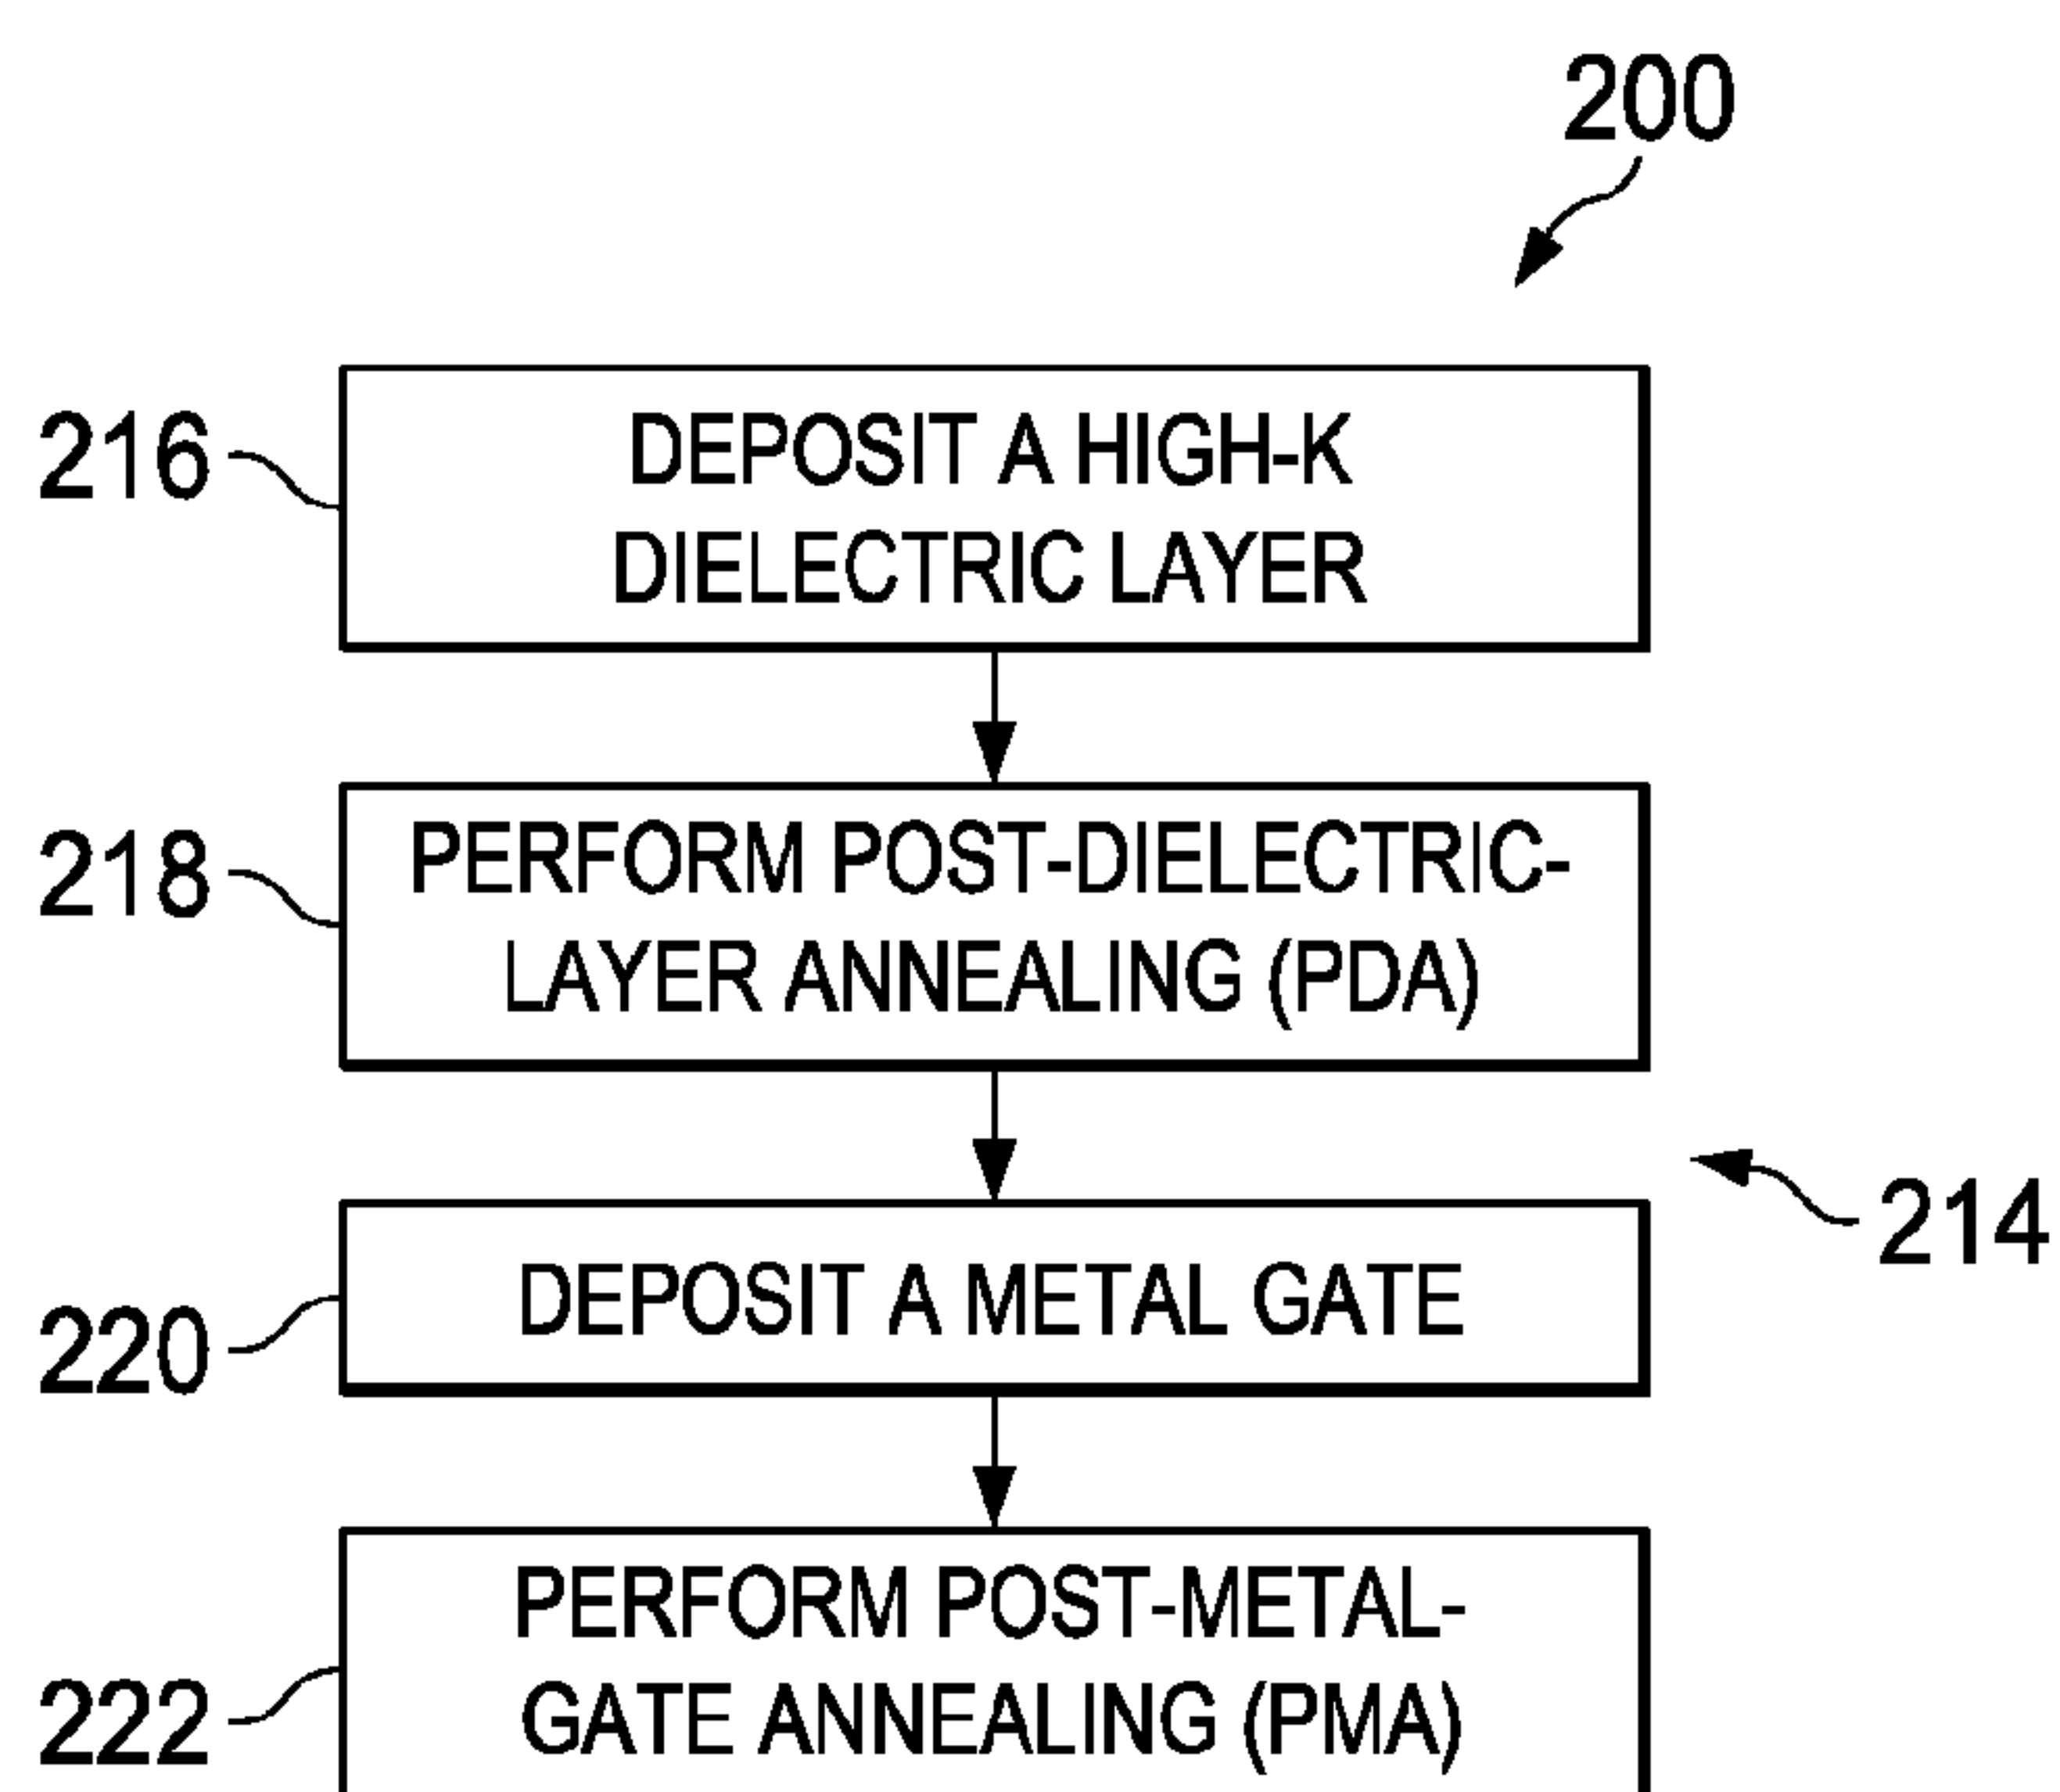 200
216
DEPOSIT A HIGH-K
DIELECTRIC LAYER
218
PERFORM POST-DIELECTRIC-
LAYER ANNEALING (PDA)
214
220
DEPOSIT A METAL GATE
222
PERFORM POST-METAL-
GATE ANNEALING (PMA)